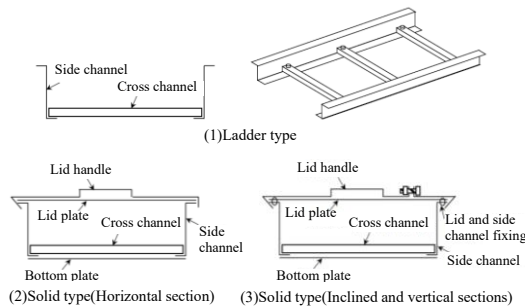 Side channel
Cross channel
(1)Ladder type
Lid handle
Lid plate
Cross channel
Side
channel
Bottom plate
(2)Solid type(Horizontal section)
Lid handle
Lid plate
Cross channel
Lid and side
channel fixing
Side channel
Bottom plate
(3)Solid type(Inclined and vertical sections)